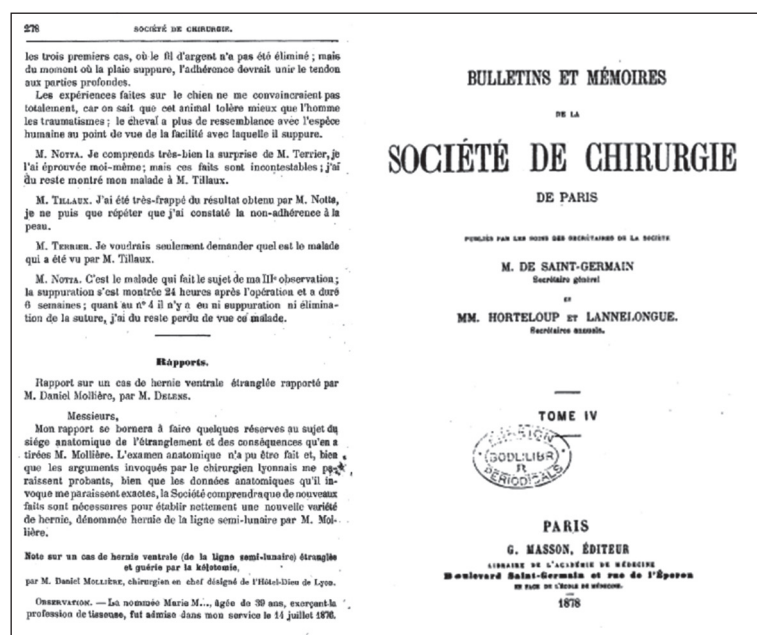 278 SOCIÉTÉ DE CHIRURGIE.
les trois premiers cas, où le fil d'argent n'a pas été éliminé ; mais
du moment où la plaie suppure, l'adhérence devrait unir le tendon
aux parties profondes.
Les expériences faites sur le chien ne me convaincraient pas
totalement, car on sait que cet animal tolère mieux que l'homme
les traumatismes ; le cheval a plus de ressemblance avec l'espèce
humaine au point de vue de la facilité avec laquelle il suppure.
M. NOTTA. Je comprends très-bien la surprise de M. Terrier, je
l'ai éprouvée moi-même ; mais ces faits sont incontestables ; j'ai
du reste montré mon malade à M. Tillaux.
M. TILLAUX. J'ai été très-frappé du résultat obtenu par M. Notta,
je ne puis que répéter que j'ai constaté la non-adhérence à la
peau.
M. TERRIER. Je voudrais seulement demander quel est le malade
qui a été vu par M. Tillaux.
M. NOTTA. C'est le malade qui fait le sujet de ma IIIe observation ;
la suppuration s'est montrée 24 heures après l'opération et a duré
6 semaines ; quant au n° 4 il n'y a eu ni suppuration ni élimina-
tion de la suture, j'ai du reste perdu de vue ce malade.
Rapports.
Rapport sur un cas de hernie ventrale étranglée rapporté par
M. Daniel Mollière, par M. DELENS.
Messieurs,
Mon rapport se bornera à faire quelques réserves au sujet du
siége anatomique de l'étranglement et des conséquences qu'en a
tirées M. Mollière. L'examen anatomique n'a pu être fait et, bien
que les arguments invoqués par le chirurgien lyonnais me pa-
raissent probants, bien que les données anatomiques qu'il in-
voque me paraissent exactes, la Société comprendra que de nouveaux
faits sont nécessaires pour établir nettement une nouvelle variété
de hernie, dénommée hernie de la ligne semi-lunaire par M. Mol-
lière.
Note sur un cas de hernie ventrale (de la ligne semi-lunaire) étranglée
et guérie par la kélotomie,
par M. Daniel MOLLIÈRE, chirurgien en chef désigné de l'Hôtel-Dieu de Lyon.
OBSERVATION. — La nommée Marie M..., âgée de 39 ans, exerçant la
profession de tisseuse, fut admise dans mon service le 14 juillet 1876.
BULLETINS ET MÉMOIRES
DE LA
SOCIÉTÉ DE CHIRURGIE
DE PARIS
PUBLIÉS PAR LES SOINS DES SECRÉTAIRES DE LA SOCIÉTÉ
M. DE SAINT-GERMAIN
Secrétaire général
ET
MM. HORTELOUP ET LANNELONGUE.
Secrétaires annuels.
TOME IV
BODL. LIBR
PERIODICALS
PARIS
G. MASSON, ÉDITEUR
LIBRAIRE DE L'ACADÉMIE DE MÉDECINE
Boulevard Saint-Germain et rue de l'Éperon
EN FACE DE L'ÉCOLE DE MÉDECINE.
1878